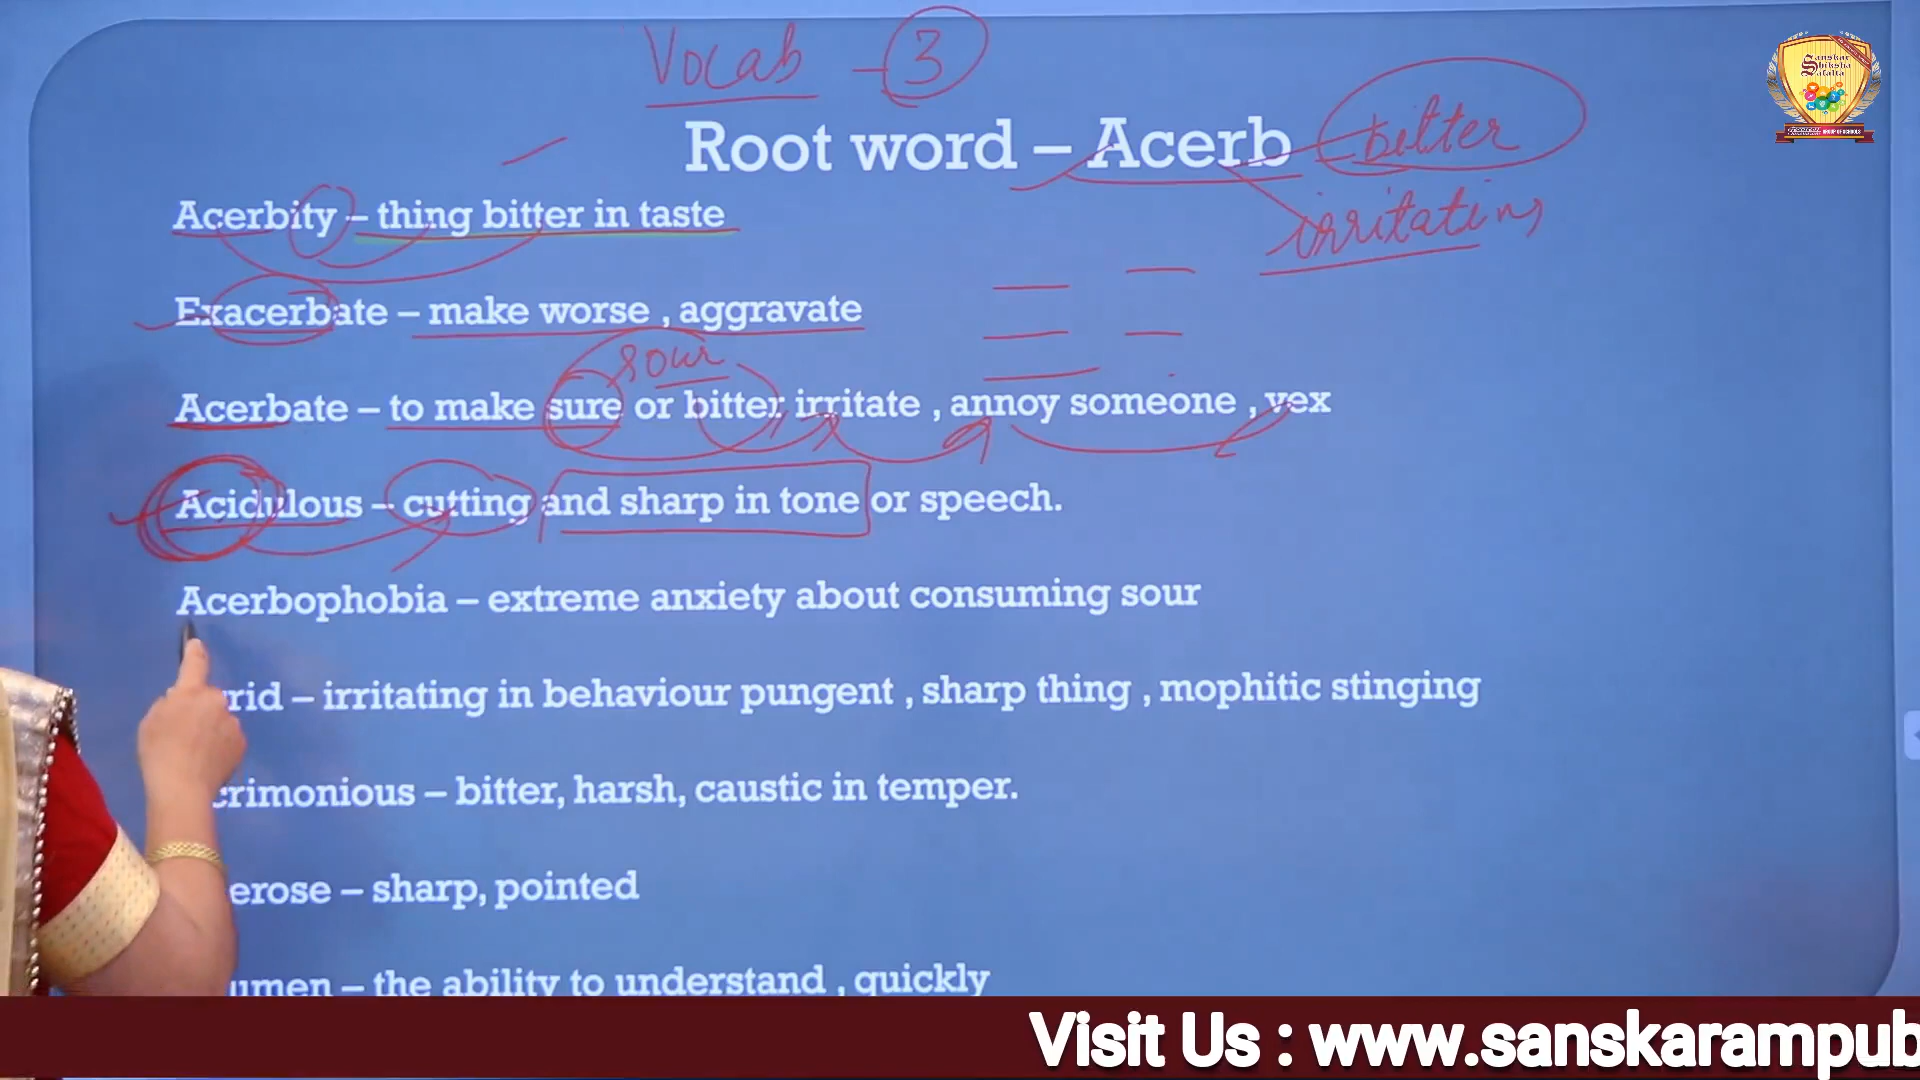 Vocab - 3
Root word – Acerb bitter
irritating
Acerbity – thing bitter in taste
Exacerbate – make worse , aggravate
sour
Acerbate – to make sure or bitter, irritate , annoy someone , vex
Acidulous – cutting and sharp in tone or speech.
Acerbophobia – extreme anxiety about consuming sour
rid – irritating in behaviour pungent , sharp thing , mophitic stinging
crimonious – bitter, harsh, caustic in temper.
erose – sharp, pointed
umen – the ability to understand , quickly
Sanskar
Shiksha
Visit Us : www.sanskarampub